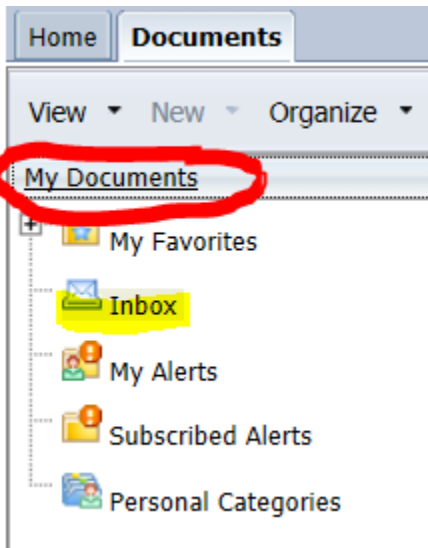 Home Documents
View New Organize
My Documents
My Favorites
Inbox
My Alerts
Subscribed Alerts
Personal Categories